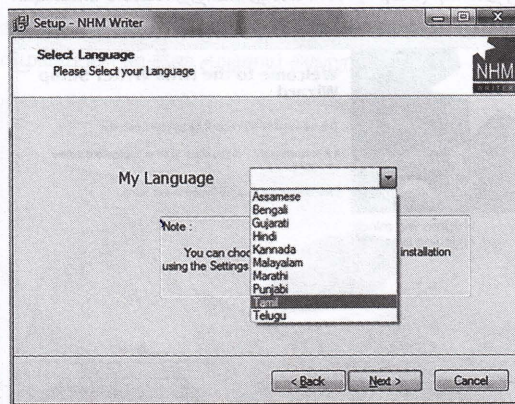 Setup - NHM Writer
Select Language
Please Select your Language
NHM
WRITER
My Language
Assamese
Bengali
Gujarati
Hindi
Kannada
Malayalam
Marathi
Punjabi
Tamil
Telugu
Note :
You can choo installation
using the Settings
< Back
Next >
Cancel